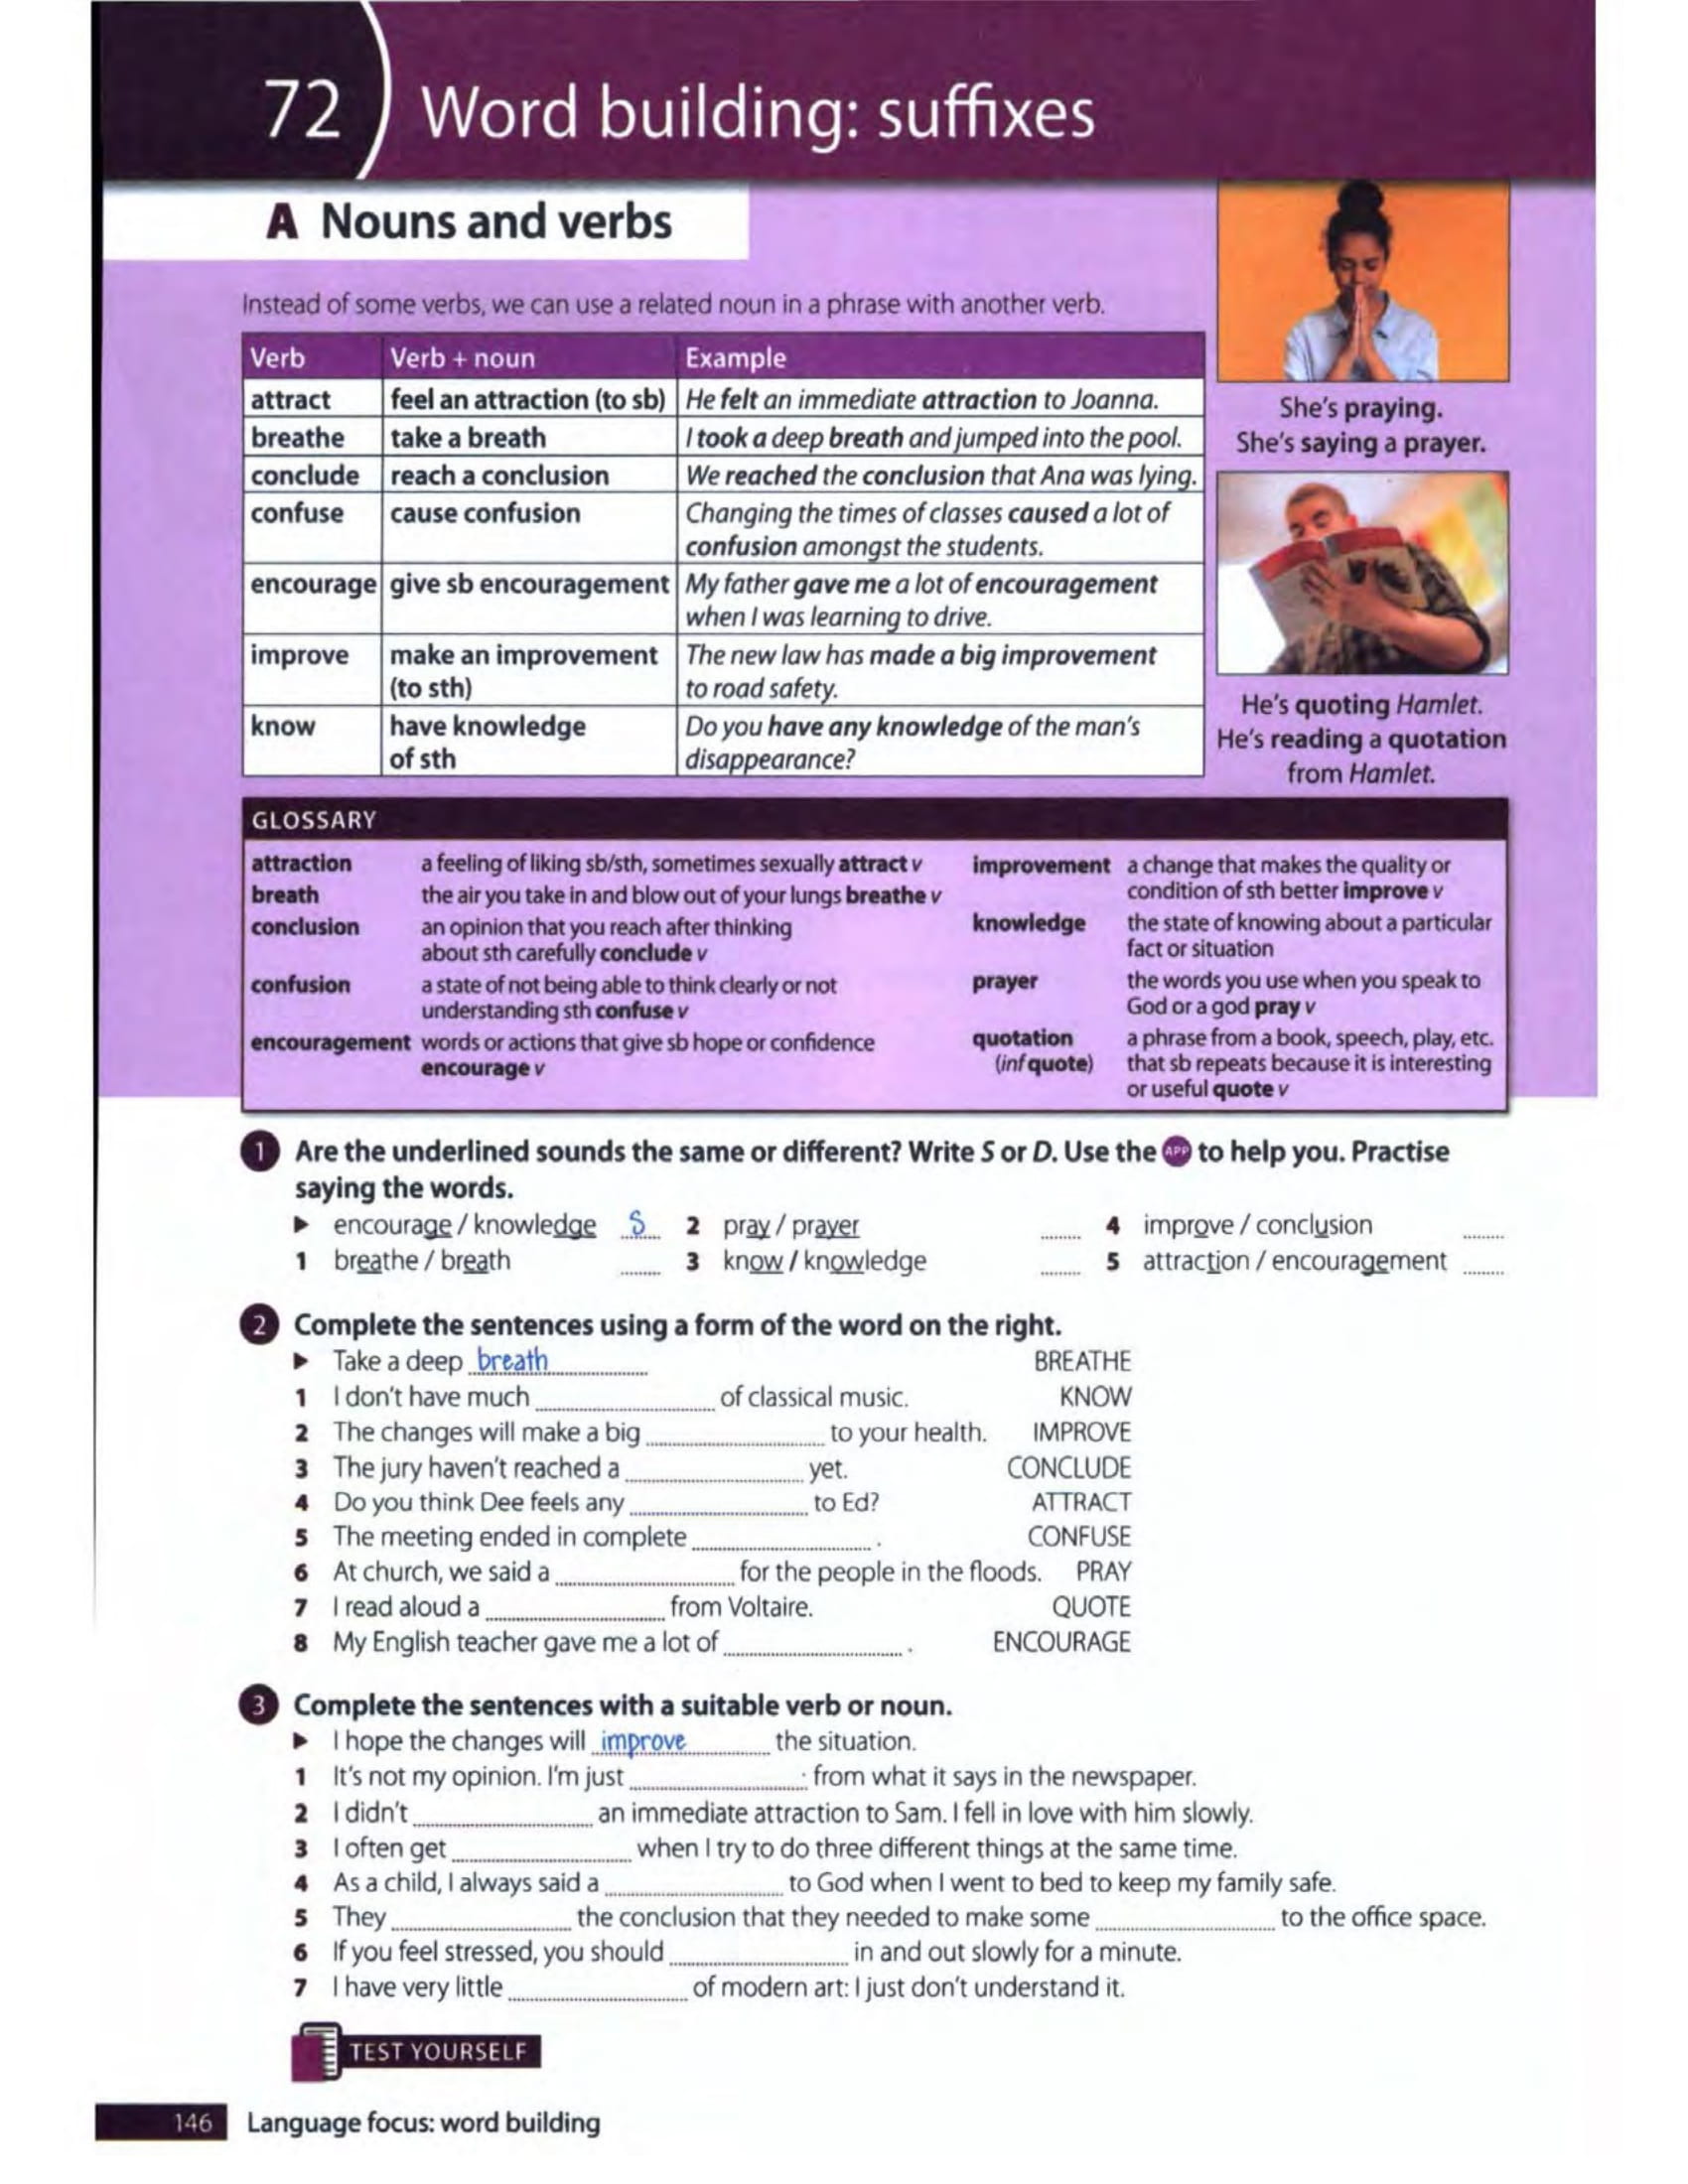 72 Word building: suffixes
A Nouns and verbs
Instead of some verbs, we can use a related noun in a phrase with another verb.
Verb Verb + noun Example
attract feel an attraction (to sb) He felt an immediate attraction to Joanna.
breathe take a breath I took a deep breath and jumped into the pool.
conclude reach a conclusion We reached the conclusion that Ana was lying.
confuse cause confusion Changing the times of classes caused a lot of
confusion amongst the students.
encourage give sb encouragement My father gave me a lot of encouragement
when I was learning to drive.
improve make an improvement The new law has made a big improvement
(to sth) to road safety.
know have knowledge Do you have any knowledge of the man's
of sth disappearance?
She's praying.
She's saying a prayer.
He's quoting Hamlet.
He's reading a quotation
from Hamlet.
GLOSSARY
attraction a feeling of liking sb/sth, sometimes sexually attract v
breath the air you take in and blow out of your lungs breathe v
conclusion an opinion that you reach after thinking
about sth carefully conclude v
confusion a state of not being able to think clearly or not
understanding sth confuse v
encouragement words or actions that give sb hope or confidence
encourage v
improvement a change that makes the quality or
condition of sth better improve v
knowledge the state of knowing about a particular
fact or situation
prayer the words you use when you speak to
God or a god pray v
quotation a phrase from a book, speech, play, etc.
(inf quote) that sb repeats because it is interesting
or useful quote v
1 Are the underlined sounds the same or different? Write S or D. Use the APP to help you. Practise
saying the words.
▶ encourage / knowledge S 2 pray / prayer ........ 4 improve / conclusion ........
1 breathe / breath ........ 3 know / knowledge ........ 5 attraction / encouragement ........
2 Complete the sentences using a form of the word on the right.
▶ Take a deep breath BREATHE
1 I don't have much ........ of classical music. KNOW
2 The changes will make a big ........ to your health. IMPROVE
3 The jury haven't reached a ........ yet. CONCLUDE
4 Do you think Dee feels any ........ to Ed? ATTRACT
5 The meeting ended in complete ........ . CONFUSE
6 At church, we said a ........ for the people in the floods. PRAY
7 I read aloud a ........ from Voltaire. QUOTE
8 My English teacher gave me a lot of ........ . ENCOURAGE
3 Complete the sentences with a suitable verb or noun.
▶ I hope the changes will improve the situation.
1 It's not my opinion. I'm just ........ from what it says in the newspaper.
2 I didn't ........ an immediate attraction to Sam. I fell in love with him slowly.
3 I often get ........ when I try to do three different things at the same time.
4 As a child, I always said a ........ to God when I went to bed to keep my family safe.
5 They ........ the conclusion that they needed to make some ........ to the office space.
6 If you feel stressed, you should ........ in and out slowly for a minute.
7 I have very little ........ of modern art: I just don't understand it.
TEST YOURSELF
146 Language focus: word building